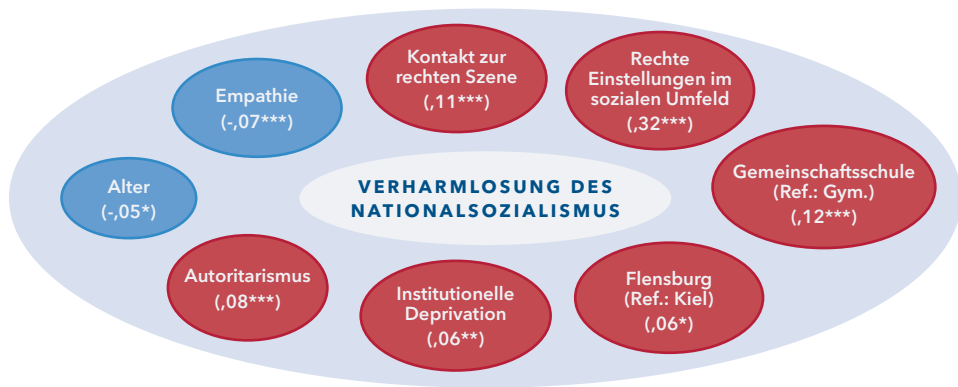 Kontakt zur
rechten Szene
(,11***)
Rechte
Einstellungen im
sozialen Umfeld
(,32***)
Empathie
(-,07***)
Gemeinschaftsschule
(Ref.: Gym.)
(,12***)
Alter
(-,05*)
VERHARMLOSUNG DES
NATIONALSOZIALISMUS
Autoritarismus
(,08***)
Institutionelle
Deprivation
(,06**)
Flensburg
(Ref.: Kiel)
(,06*)